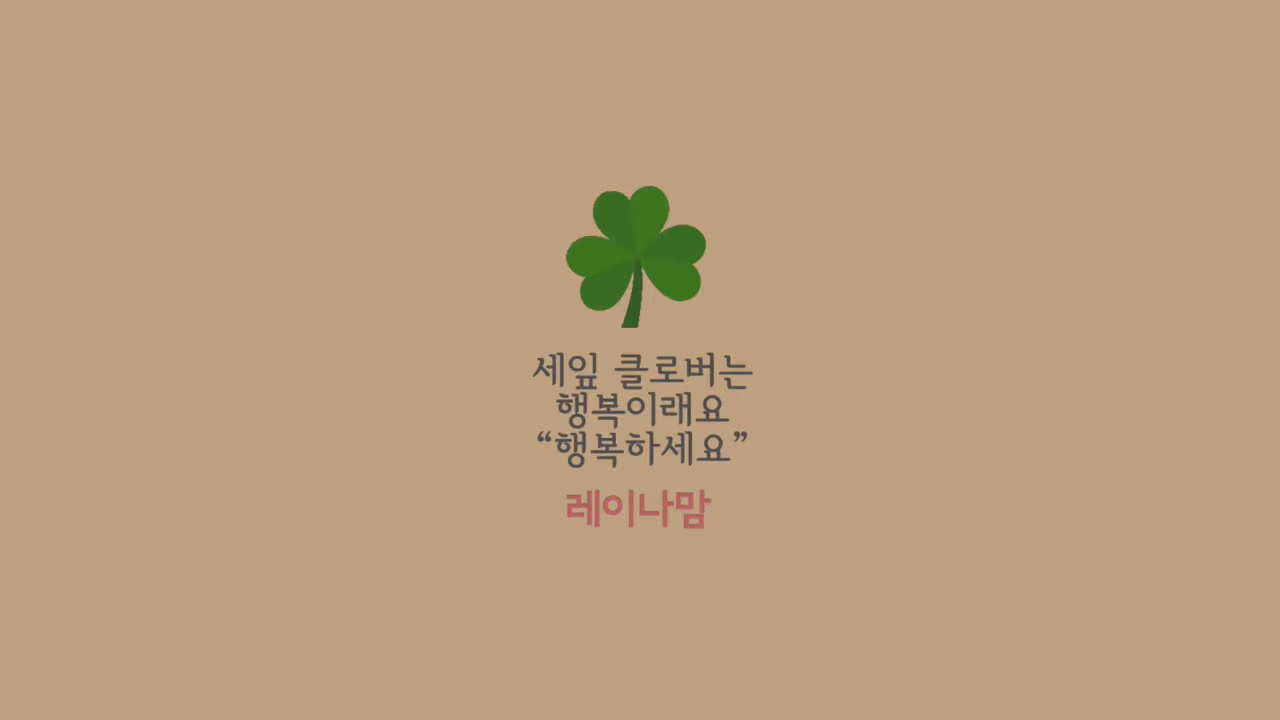 세잎 클로버는
행복이래요
“행복하세요”
레이나맘